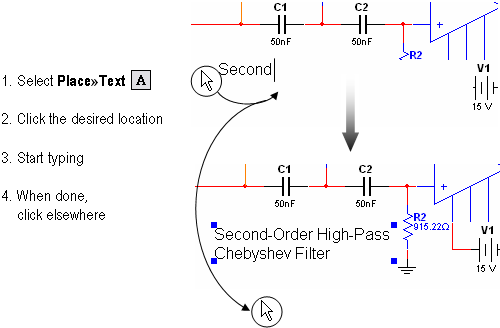 C1
C2
50nF
50nF
+
R2
V1
15 V
Second
1. Select Place»Text A
2. Click the desired location
3. Start typing
4. When done,
click elsewhere
C1
C2
50nF
50nF
+
R2
915.22Ω
V1
15 V
Second-Order High-Pass
Chebyshev Filter